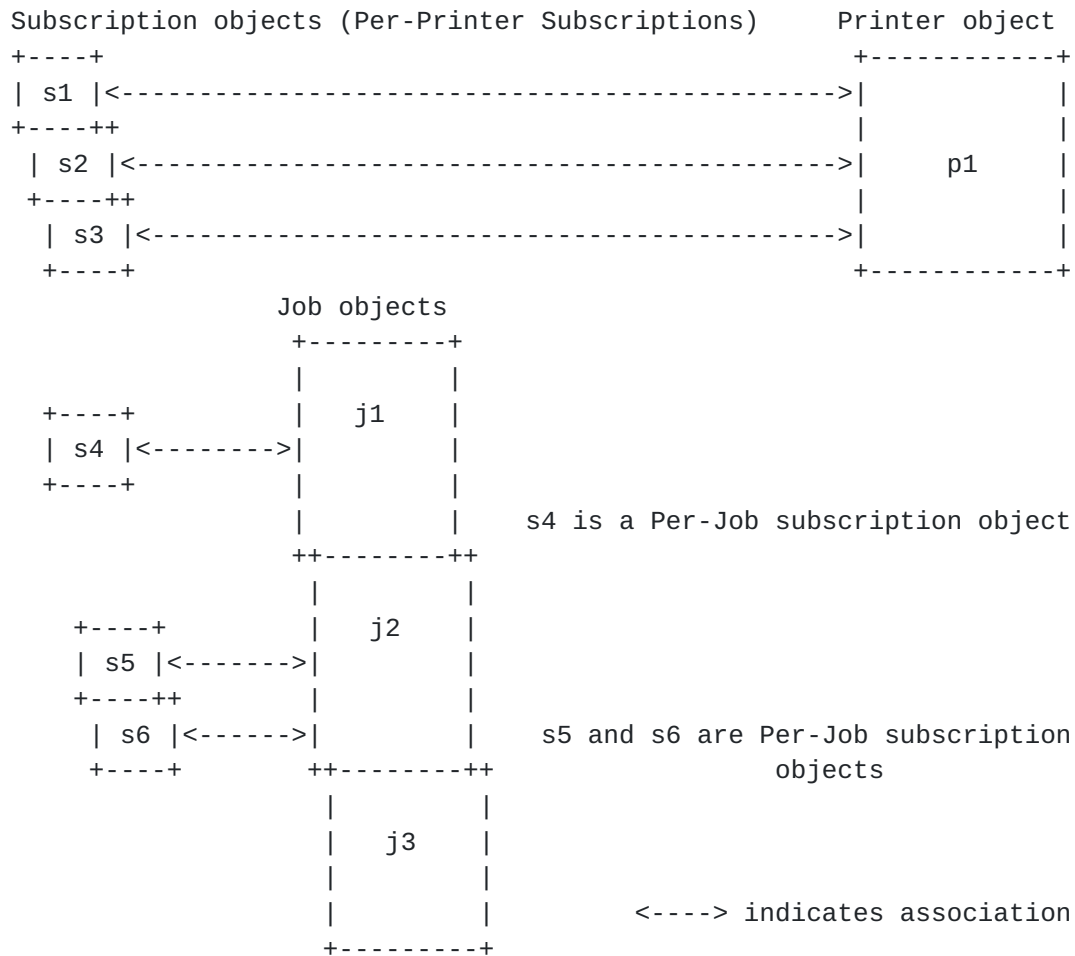 Subscription objects (Per-Printer Subscriptions)     Printer object
+----+                                                +------------+
| s1 |<---------------------------------------------->|            |
+----++                                               |            |
 | s2 |<--------------------------------------------->|     p1     |
 +----++                                              |            |
  | s3 |<-------------------------------------------->|            |
  +----+                                              +------------+
                 Job objects
                  +---------+
                  |         |
  +----+          |   j1    |
  | s4 |<-------->|         |
  +----+          |         |
                  |         |    s4 is a Per-Job subscription object
                  ++--------++
                   |         |
    +----+         |   j2    |
    | s5 |<------->|         |
    +----++        |         |
     | s6 |<------>|         |    s5 and s6 are Per-Job subscription
     +----+        ++--------++                  objects
                    |         |
                    |   j3    |
                    |         |
                    |         |         <----> indicates association
                    +---------+